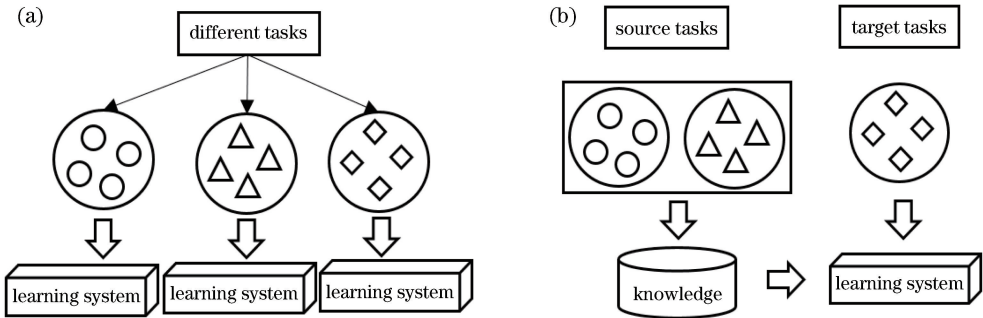 (a)
different tasks
learning system
learning system
learning system
(b)
source tasks
target tasks
knowledge
learning system